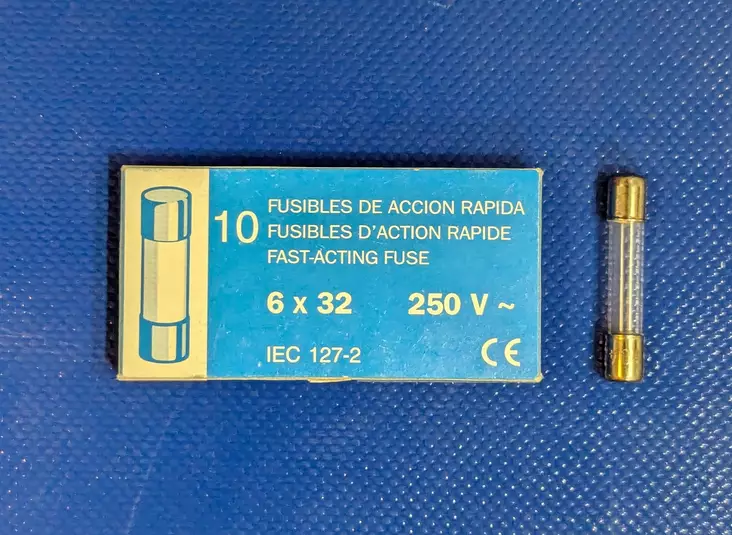 10
FUSIBLES DE ACCION RAPIDA
FUSIBLES D'ACTION RAPIDE
FAST-ACTING FUSE
6 x 32 250 V ~
IEC 127-2 CE